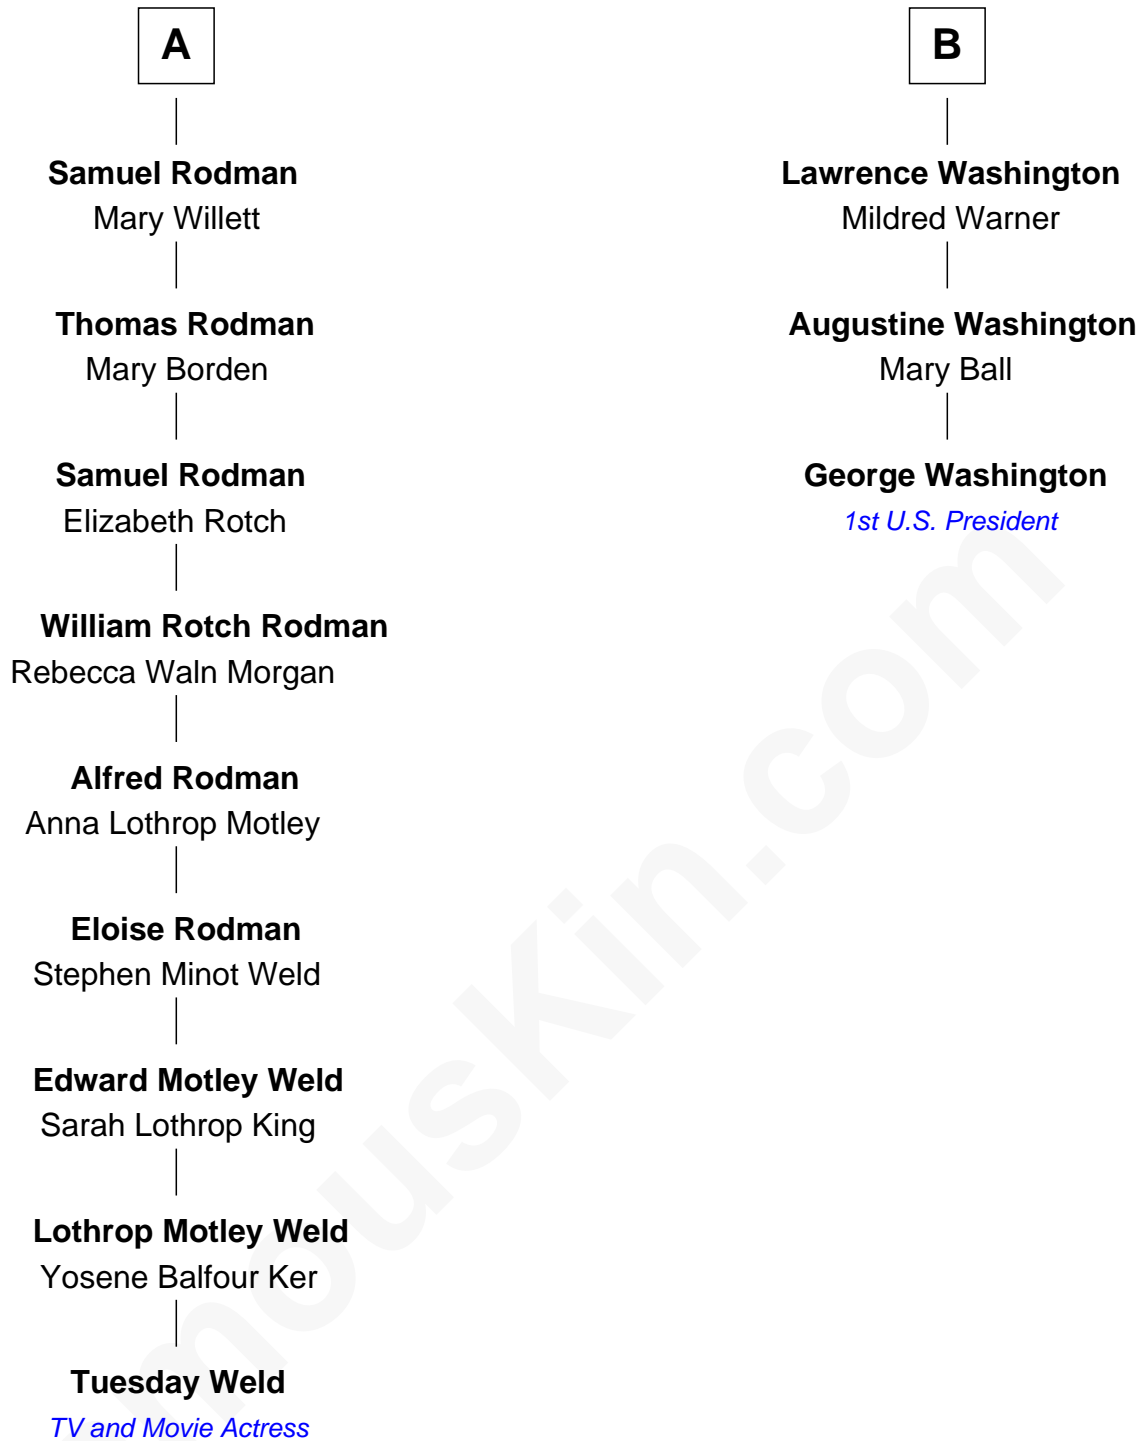 A
Samuel Rodman
Mary Willett
Thomas Rodman
Mary Borden
Samuel Rodman
Elizabeth Rotch
William Rotch Rodman
Rebecca Waln Morgan
Alfred Rodman
Anna Lothrop Motley
Eloise Rodman
Stephen Minot Weld
Edward Motley Weld
Sarah Lothrop King
Lothrop Motley Weld
Yosene Balfour Ker
Tuesday Weld
TV and Movie Actress
B
Lawrence Washington
Mildred Warner
Augustine Washington
Mary Ball
George Washington
1st U.S. President
mouskin.com